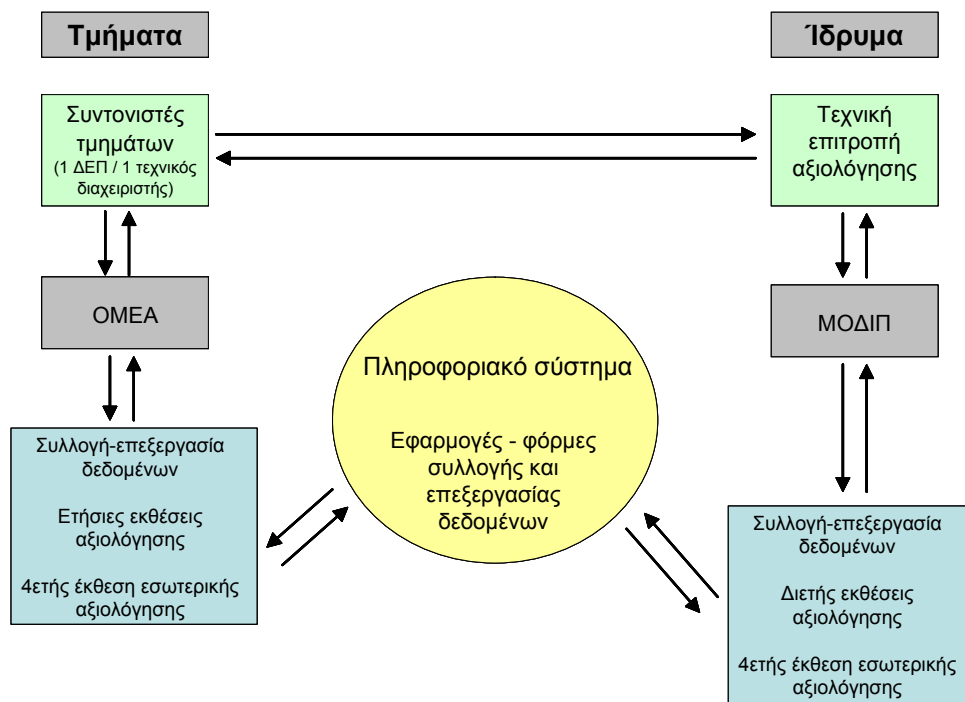 Τμήματα
Ίδρυμα
Συντονιστές
τμημάτων
(1 ΔΕΠ / 1 τεχνικός
διαχειριστής)
Τεχνική
επιτροπή
αξιολόγησης
ΟΜΕΑ
ΜΟΔΙΠ
Πληροφοριακό σύστημα
Εφαρμογές - φόρμες
συλλογής και
επεξεργασίας
δεδομένων
Συλλογή-επεξεργασία
δεδομένων
Ετήσιες εκθέσεις
αξιολόγησης
4ετής έκθεση εσωτερικής
αξιολόγησης
Συλλογή-επεξεργασία
δεδομένων
Διετής εκθέσεις
αξιολόγησης
4ετής έκθεση εσωτερικής
αξιολόγησης